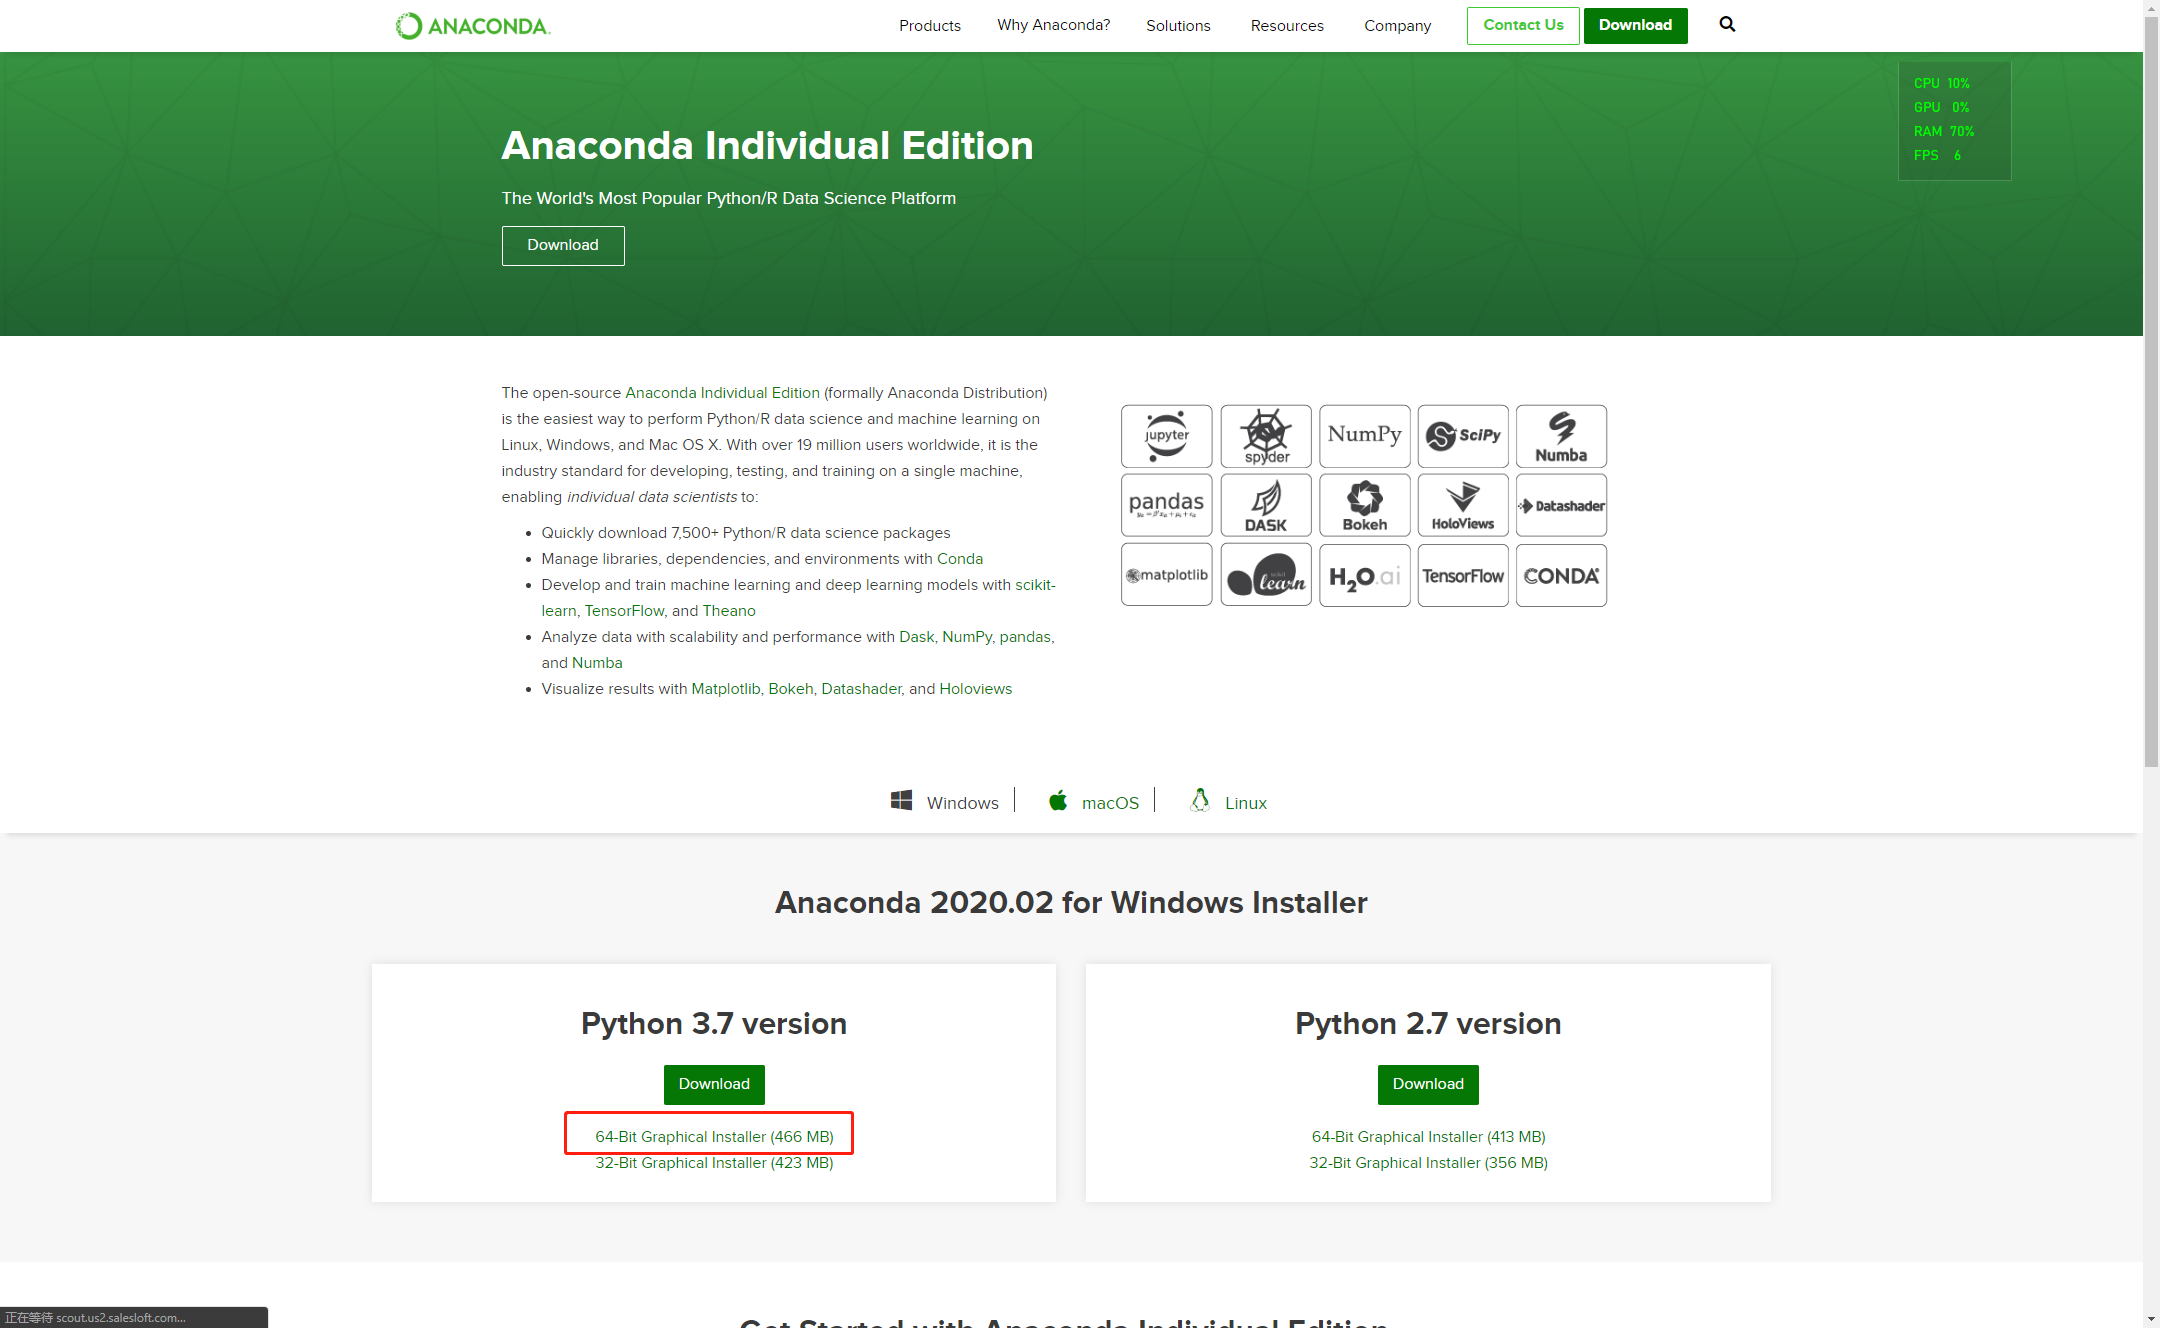 ANACONDA.
Products Why Anaconda? Solutions Resources Company Contact Us Download
CPU 10%
GPU 0%
RAM 70%
FPS 6
Anaconda Individual Edition
The World's Most Popular Python/R Data Science Platform
Download
The open-source Anaconda Individual Edition (formally Anaconda Distribution)
is the easiest way to perform Python/R data science and machine learning on
Linux, Windows, and Mac OS X. With over 19 million users worldwide, it is the
industry standard for developing, testing, and training on a single machine,
enabling individual data scientists to:
• Quickly download 7,500+ Python/R data science packages
• Manage libraries, dependencies, and environments with Conda
• Develop and train machine learning and deep learning models with scikit-
learn, TensorFlow, and Theano
• Analyze data with scalability and performance with Dask, NumPy, pandas,
and Numba
• Visualize results with Matplotlib, Bokeh, Datashader, and Holoviews
jupyter spyder NumPy SciPy Numba
pandas DASK Bokeh HoloViews Datashader
matplotlib scikit learn H2O.ai TensorFlow CONDA
Windows macOS Linux
Anaconda 2020.02 for Windows Installer
Python 3.7 version
Download
64-Bit Graphical Installer (466 MB)
32-Bit Graphical Installer (423 MB)
Python 2.7 version
Download
64-Bit Graphical Installer (413 MB)
32-Bit Graphical Installer (356 MB)
Get Started with Anaconda Individual Edition
正在等待 scout.us2.salesloft.com...